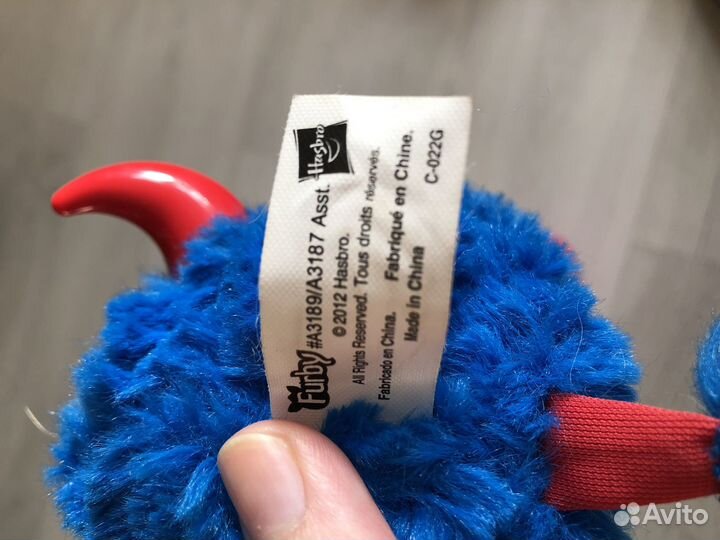 Hasbro
Furby #A3189/A3187 Asst.
© 2012 Hasbro.
All Rights Reserved. Tous droits réservés.
Fabricado en China. Fabriqué en Chine.
Made in China C-022G
Avito